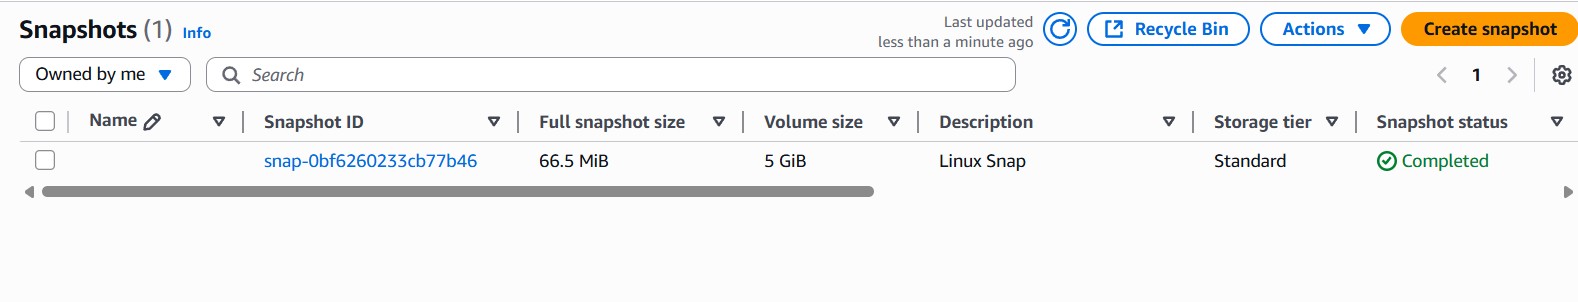 Snapshots (1) Info
Last updated
less than a minute ago
Recycle Bin
Actions
Create snapshot
Owned by me
Search
1
Name Snapshot ID Full snapshot size Volume size Description Storage tier Snapshot status
snap-0bf6260233cb77b46 66.5 MiB 5 GiB Linux Snap Standard Completed